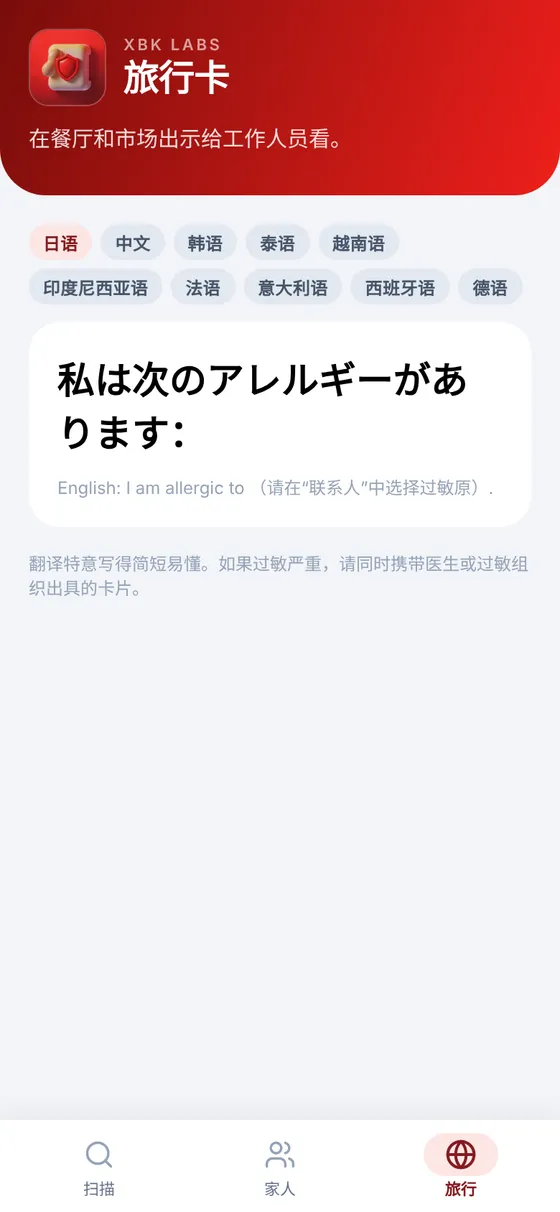 XBK LABS
旅行卡
在餐厅和市场出示给工作人员看。
日语 中文 韩语 泰语 越南语
印度尼西亚语 法语 意大利语 西班牙语 德语
私は次のアレルギーがあ
ります：
English: I am allergic to （请在“联系人”中选择过敏原）.
翻译特意写得简短易懂。如果过敏严重，请同时携带医生或过敏组
织出具的卡片。
扫描 家人 旅行